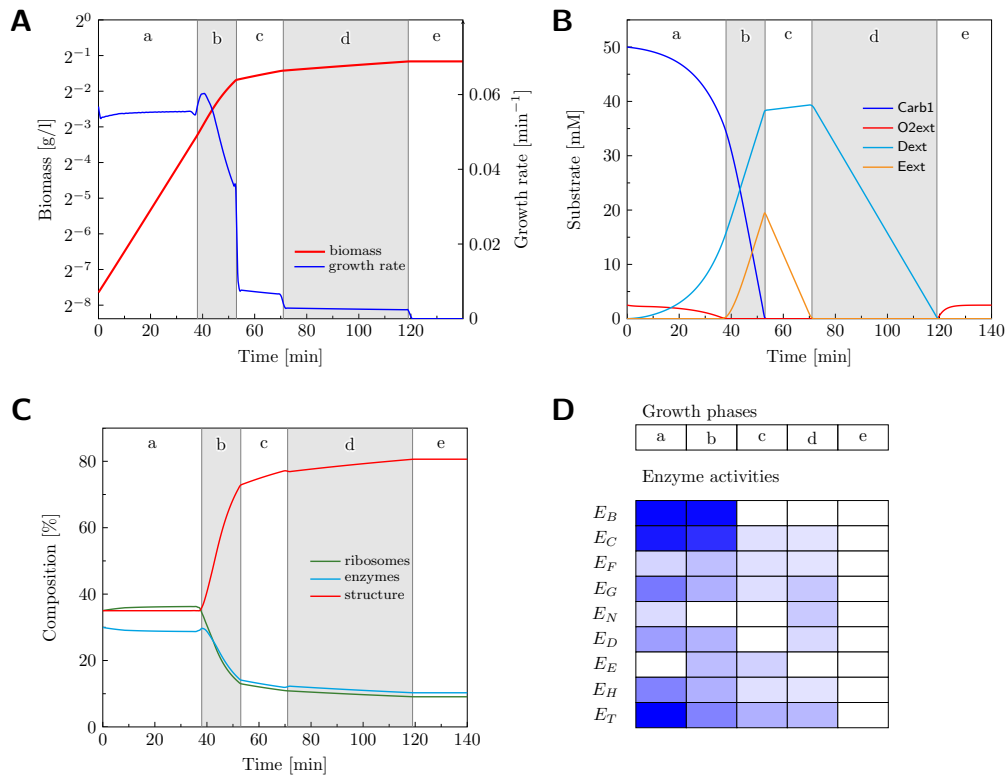 A
a b c d e
2^0
2^-1
2^-2
2^-3
2^-4
2^-5
2^-6
2^-7
2^-8
Biomass [g/l]
0.06
0.04
0.02
0
Growth rate [min^-1]
biomass
growth rate
0 20 40 60 80 100 120
Time [min]
B
a b c d e
50
40
30
20
10
0
Substrate [mM]
Carb1
O2ext
Dext
Eext
0 20 40 60 80 100 120 140
Time [min]
C
a b c d e
80
60
40
20
0
Composition [%]
ribosomes
enzymes
structure
0 20 40 60 80 100 120 140
Time [min]
D
Growth phases
a b c d e
Enzyme activities
E_B
E_C
E_F
E_G
E_N
E_D
E_E
E_H
E_T